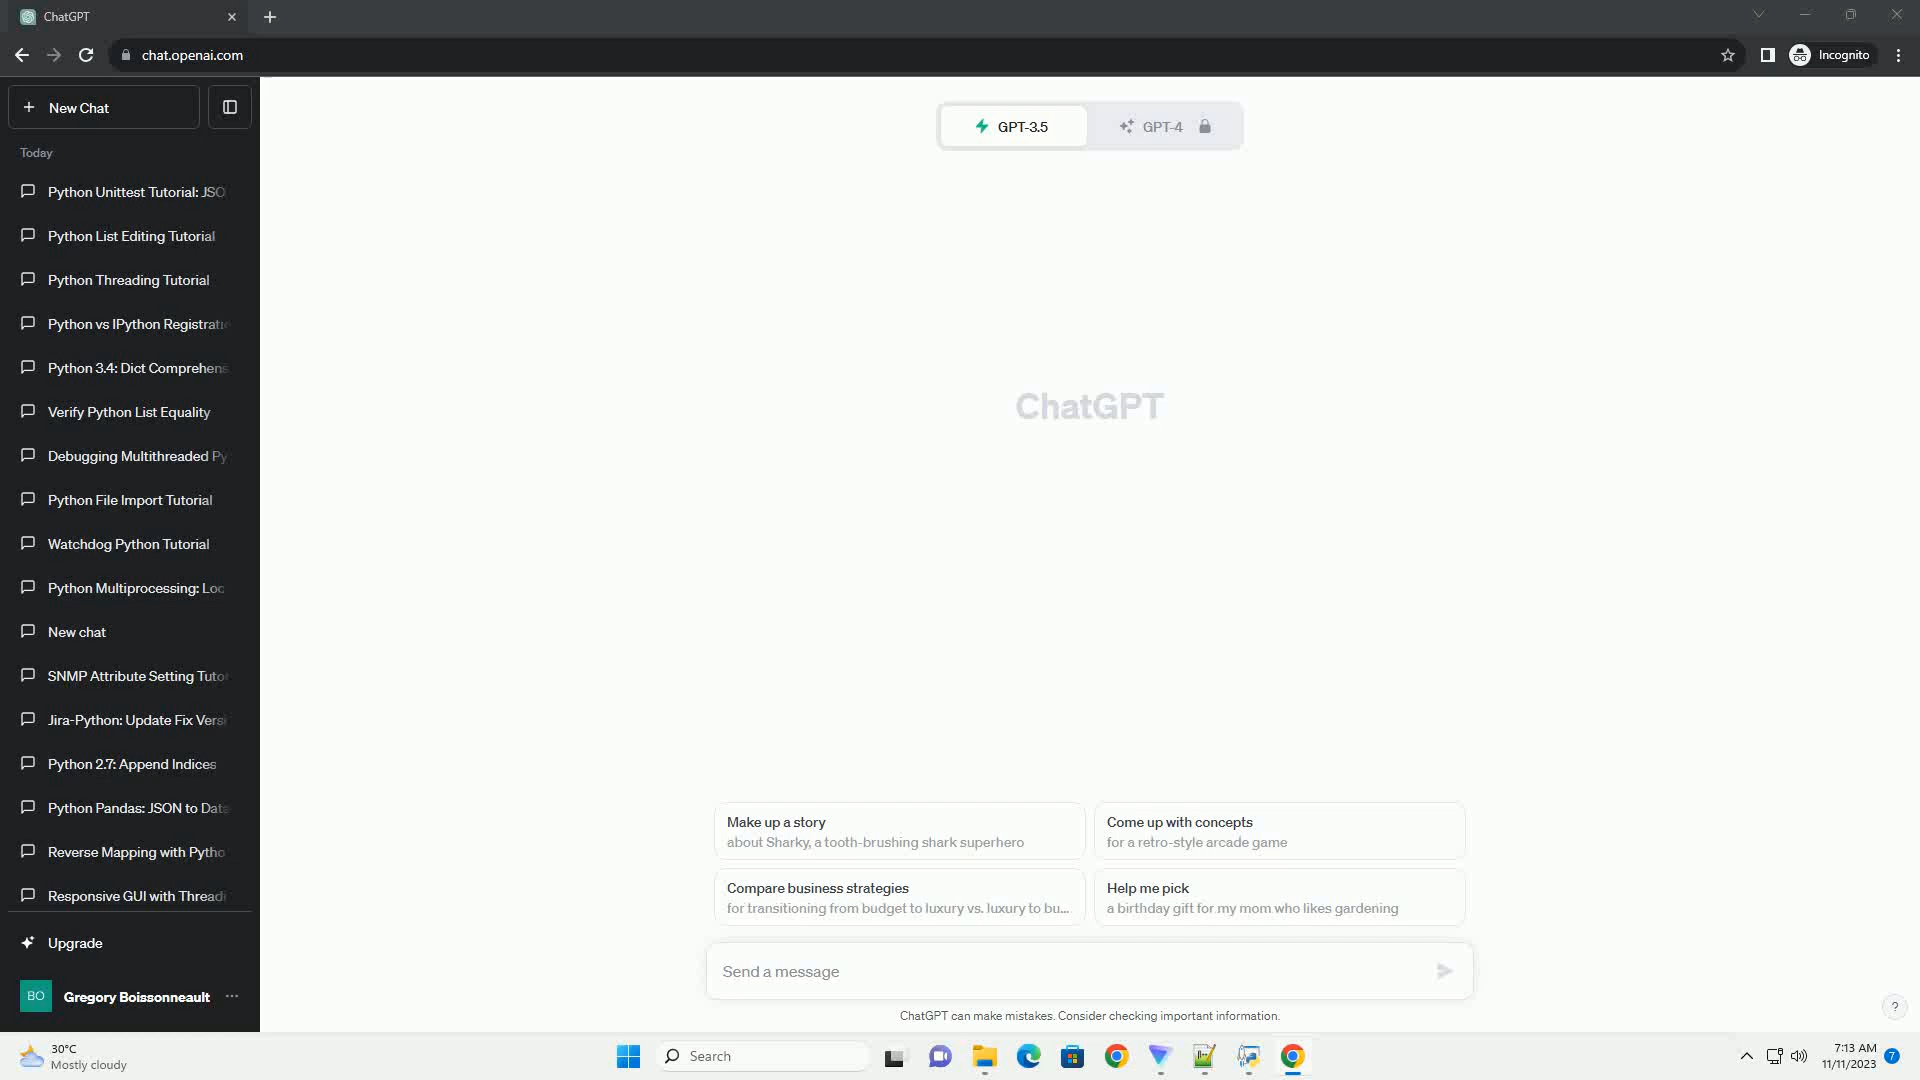 ChatGPT
chat.openai.com
Incognito
New Chat
GPT-3.5
GPT-4
Today
Python Unittest Tutorial: JSO
Python List Editing Tutorial
Python Threading Tutorial
Python vs IPython Registratio
Python 3.4: Dict Comprehens
Verify Python List Equality
Debugging Multithreaded Py
Python File Import Tutorial
Watchdog Python Tutorial
Python Multiprocessing: Loc
New chat
SNMP Attribute Setting Tutor
Jira-Python: Update Fix Versi
Python 2.7: Append Indices
Python Pandas: JSON to Data
Reverse Mapping with Pytho
Responsive GUI with Threadi
Upgrade
BO
Gregory Boissonneault
ChatGPT
Make up a story
about Sharky, a tooth-brushing shark superhero
Come up with concepts
for a retro-style arcade game
Compare business strategies
for transitioning from budget to luxury vs. luxury to bu...
Help me pick
a birthday gift for my mom who likes gardening
Send a message
ChatGPT can make mistakes. Consider checking important information.
?
30°C
Mostly cloudy
Search
7:13 AM
11/11/2023
7